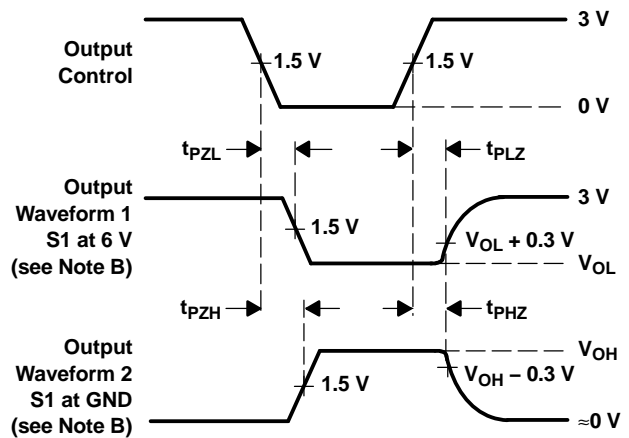 3 V
Output
Control
1.5 V
1.5 V
0 V
tPZL
tPLZ
Output
Waveform 1
S1 at 6 V
(see Note B)
3 V
1.5 V
VOL + 0.3 V
VOL
tPZH
tPHZ
Output
Waveform 2
S1 at GND
(see Note B)
VOH
1.5 V
VOH – 0.3 V
≈0 V